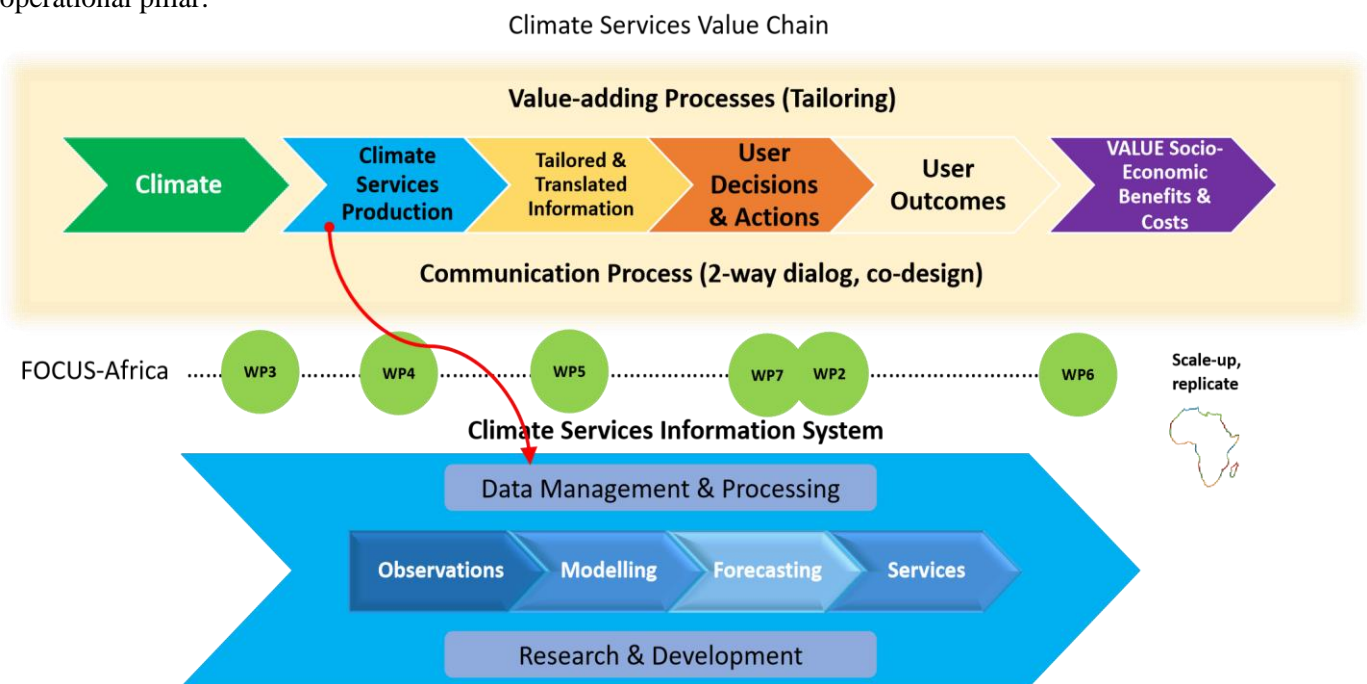 operational pillar.
Climate Services Value Chain
Value-adding Processes (Tailoring)
Climate
Climate
Services
Production
Tailored &
Translated
Information
User
Decisions
& Actions
User
Outcomes
VALUE Socio-
Economic
Benefits &
Costs
Communication Process (2-way dialog, co-design)
FOCUS-Africa
WP3
WP4
WP5
WP7
WP2
WP6
Scale-up,
replicate
Climate Services Information System
Data Management & Processing
Observations
Modelling
Forecasting
Services
Research & Development